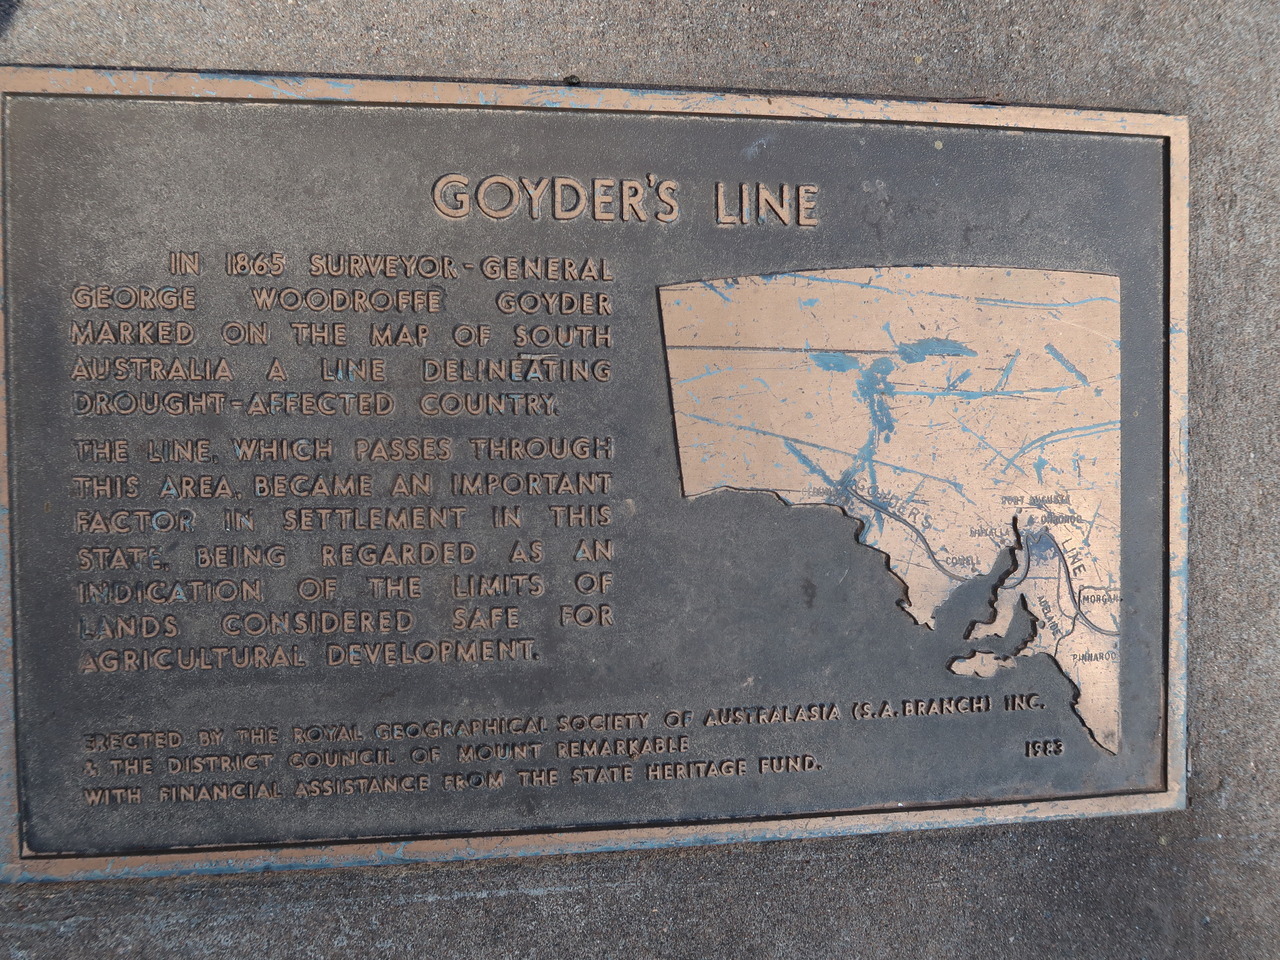 GOYDER'S LINE
IN 1865 SURVEYOR-GENERAL
GEORGE WOODROFFE GOYDER
MARKED ON THE MAP OF SOUTH
AUSTRALIA A LINE DELINEATING
DROUGHT-AFFECTED COUNTRY.
THE LINE, WHICH PASSES THROUGH
THIS AREA, BECAME AN IMPORTANT
FACTOR IN SETTLEMENT IN THIS
STATE, BEING REGARDED AS AN
INDICATION OF THE LIMITS OF
LANDS CONSIDERED SAFE FOR
AGRICULTURAL DEVELOPMENT.
GOYDER'S
LINE
PORT AUGUSTA
ORROROO
COWELL
ADELAIDE
MORGAN
PINNAROO
ERECTED BY THE ROYAL GEOGRAPHICAL SOCIETY OF AUSTRALASIA (S.A. BRANCH) INC.
& THE DISTRICT COUNCIL OF MOUNT REMARKABLE
WITH FINANCIAL ASSISTANCE FROM THE STATE HERITAGE FUND.
1983